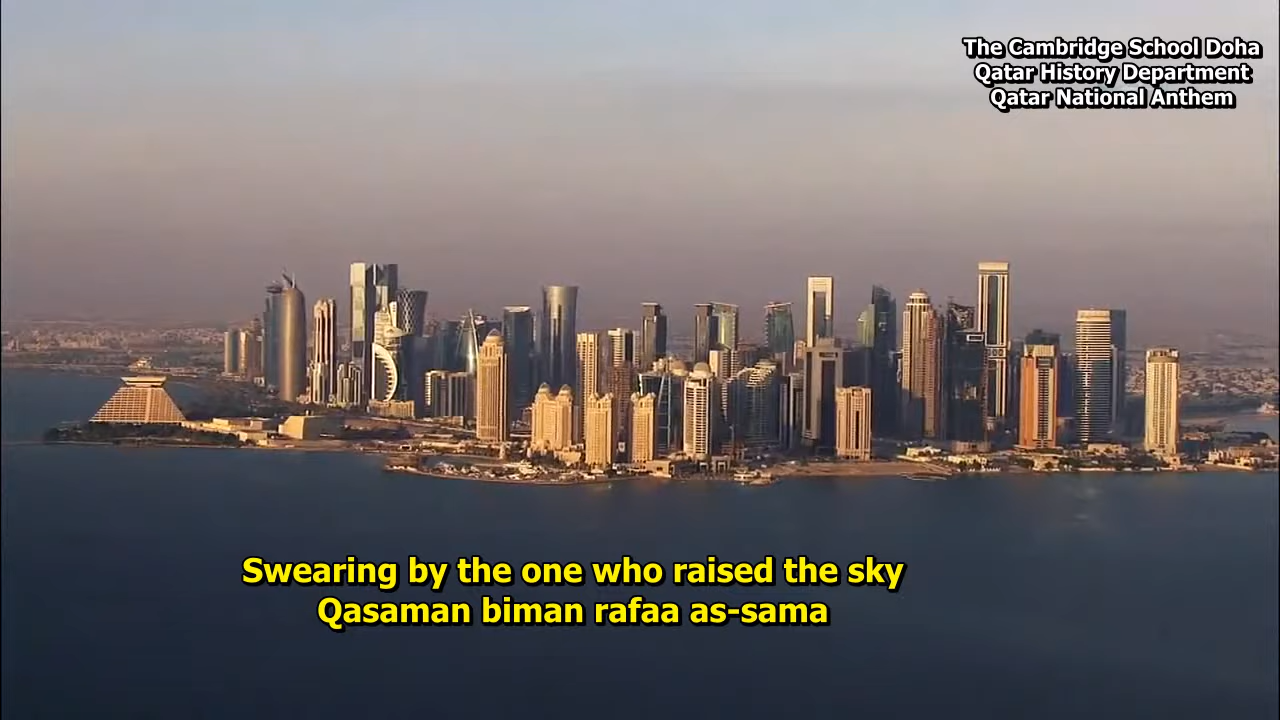 The Cambridge School Doha
Qatar History Department
Qatar National Anthem
Swearing by the one who raised the sky
Qasaman biman rafaa as-sama